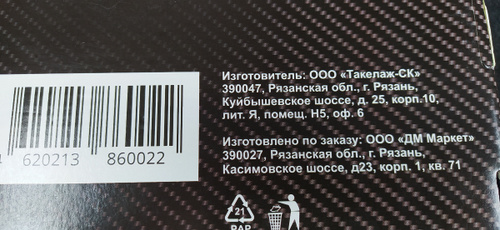 Изготовитель: ООО «Такелаж-СК»
390047, Рязанская обл., г. Рязань,
Куйбышевское шоссе, д. 25, корп.10,
лит. Я, помещ. Н5, оф. 6
Изготовлено по заказу: ООО «ДМ Маркет»
390027, Рязанская обл., г. Рязань,
Касимовское шоссе, д23, корп. 1, кв. 71
620213 860022
21
PAP